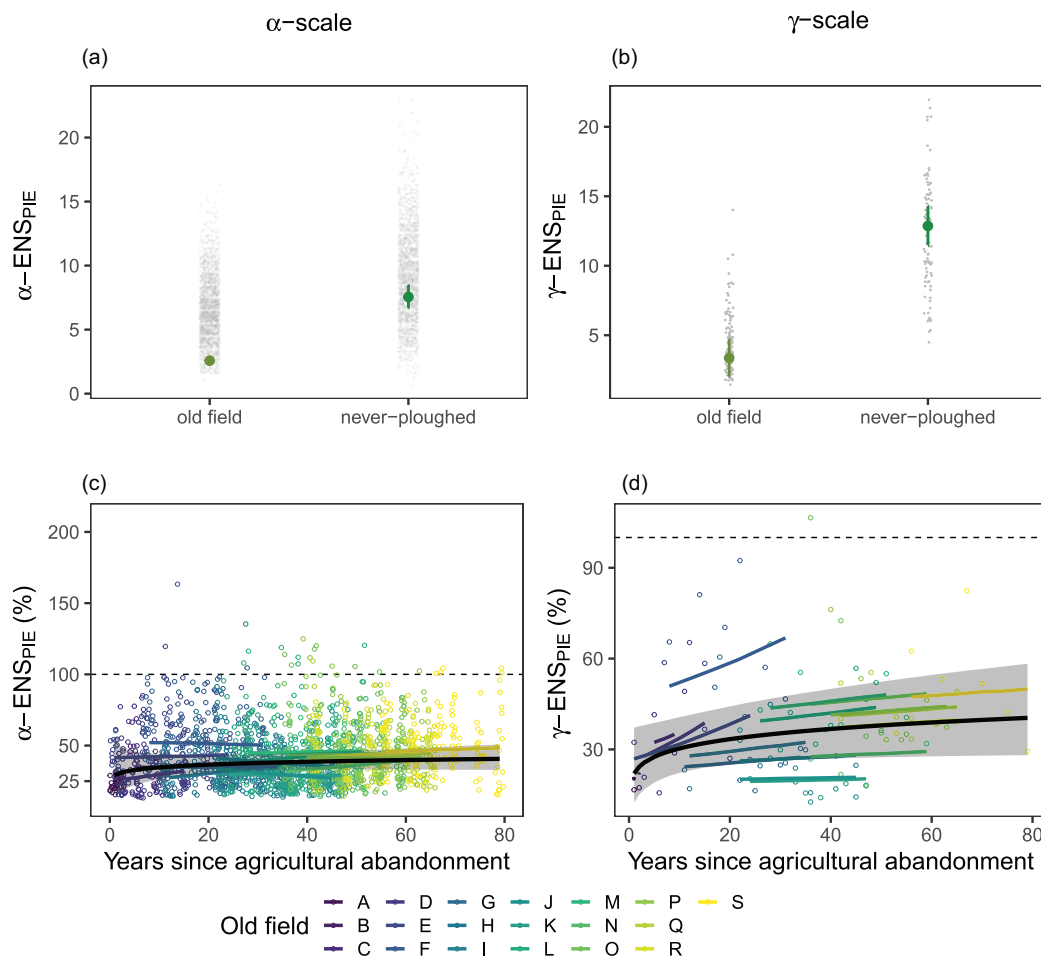 α−scale
γ−scale
(a)
(b)
α−ENSPIE
20
15
10
5
0
old field
never−ploughed
γ−ENSPIE
20
15
10
5
old field
never−ploughed
(c)
(d)
α−ENSPIE (%)
200
150
100
50
25
0
20
40
60
80
Years since agricultural abandonment
γ−ENSPIE (%)
90
60
30
0
20
40
60
80
Years since agricultural abandonment
Old field
A D G J M P S
B E H K N Q
C F I L O R